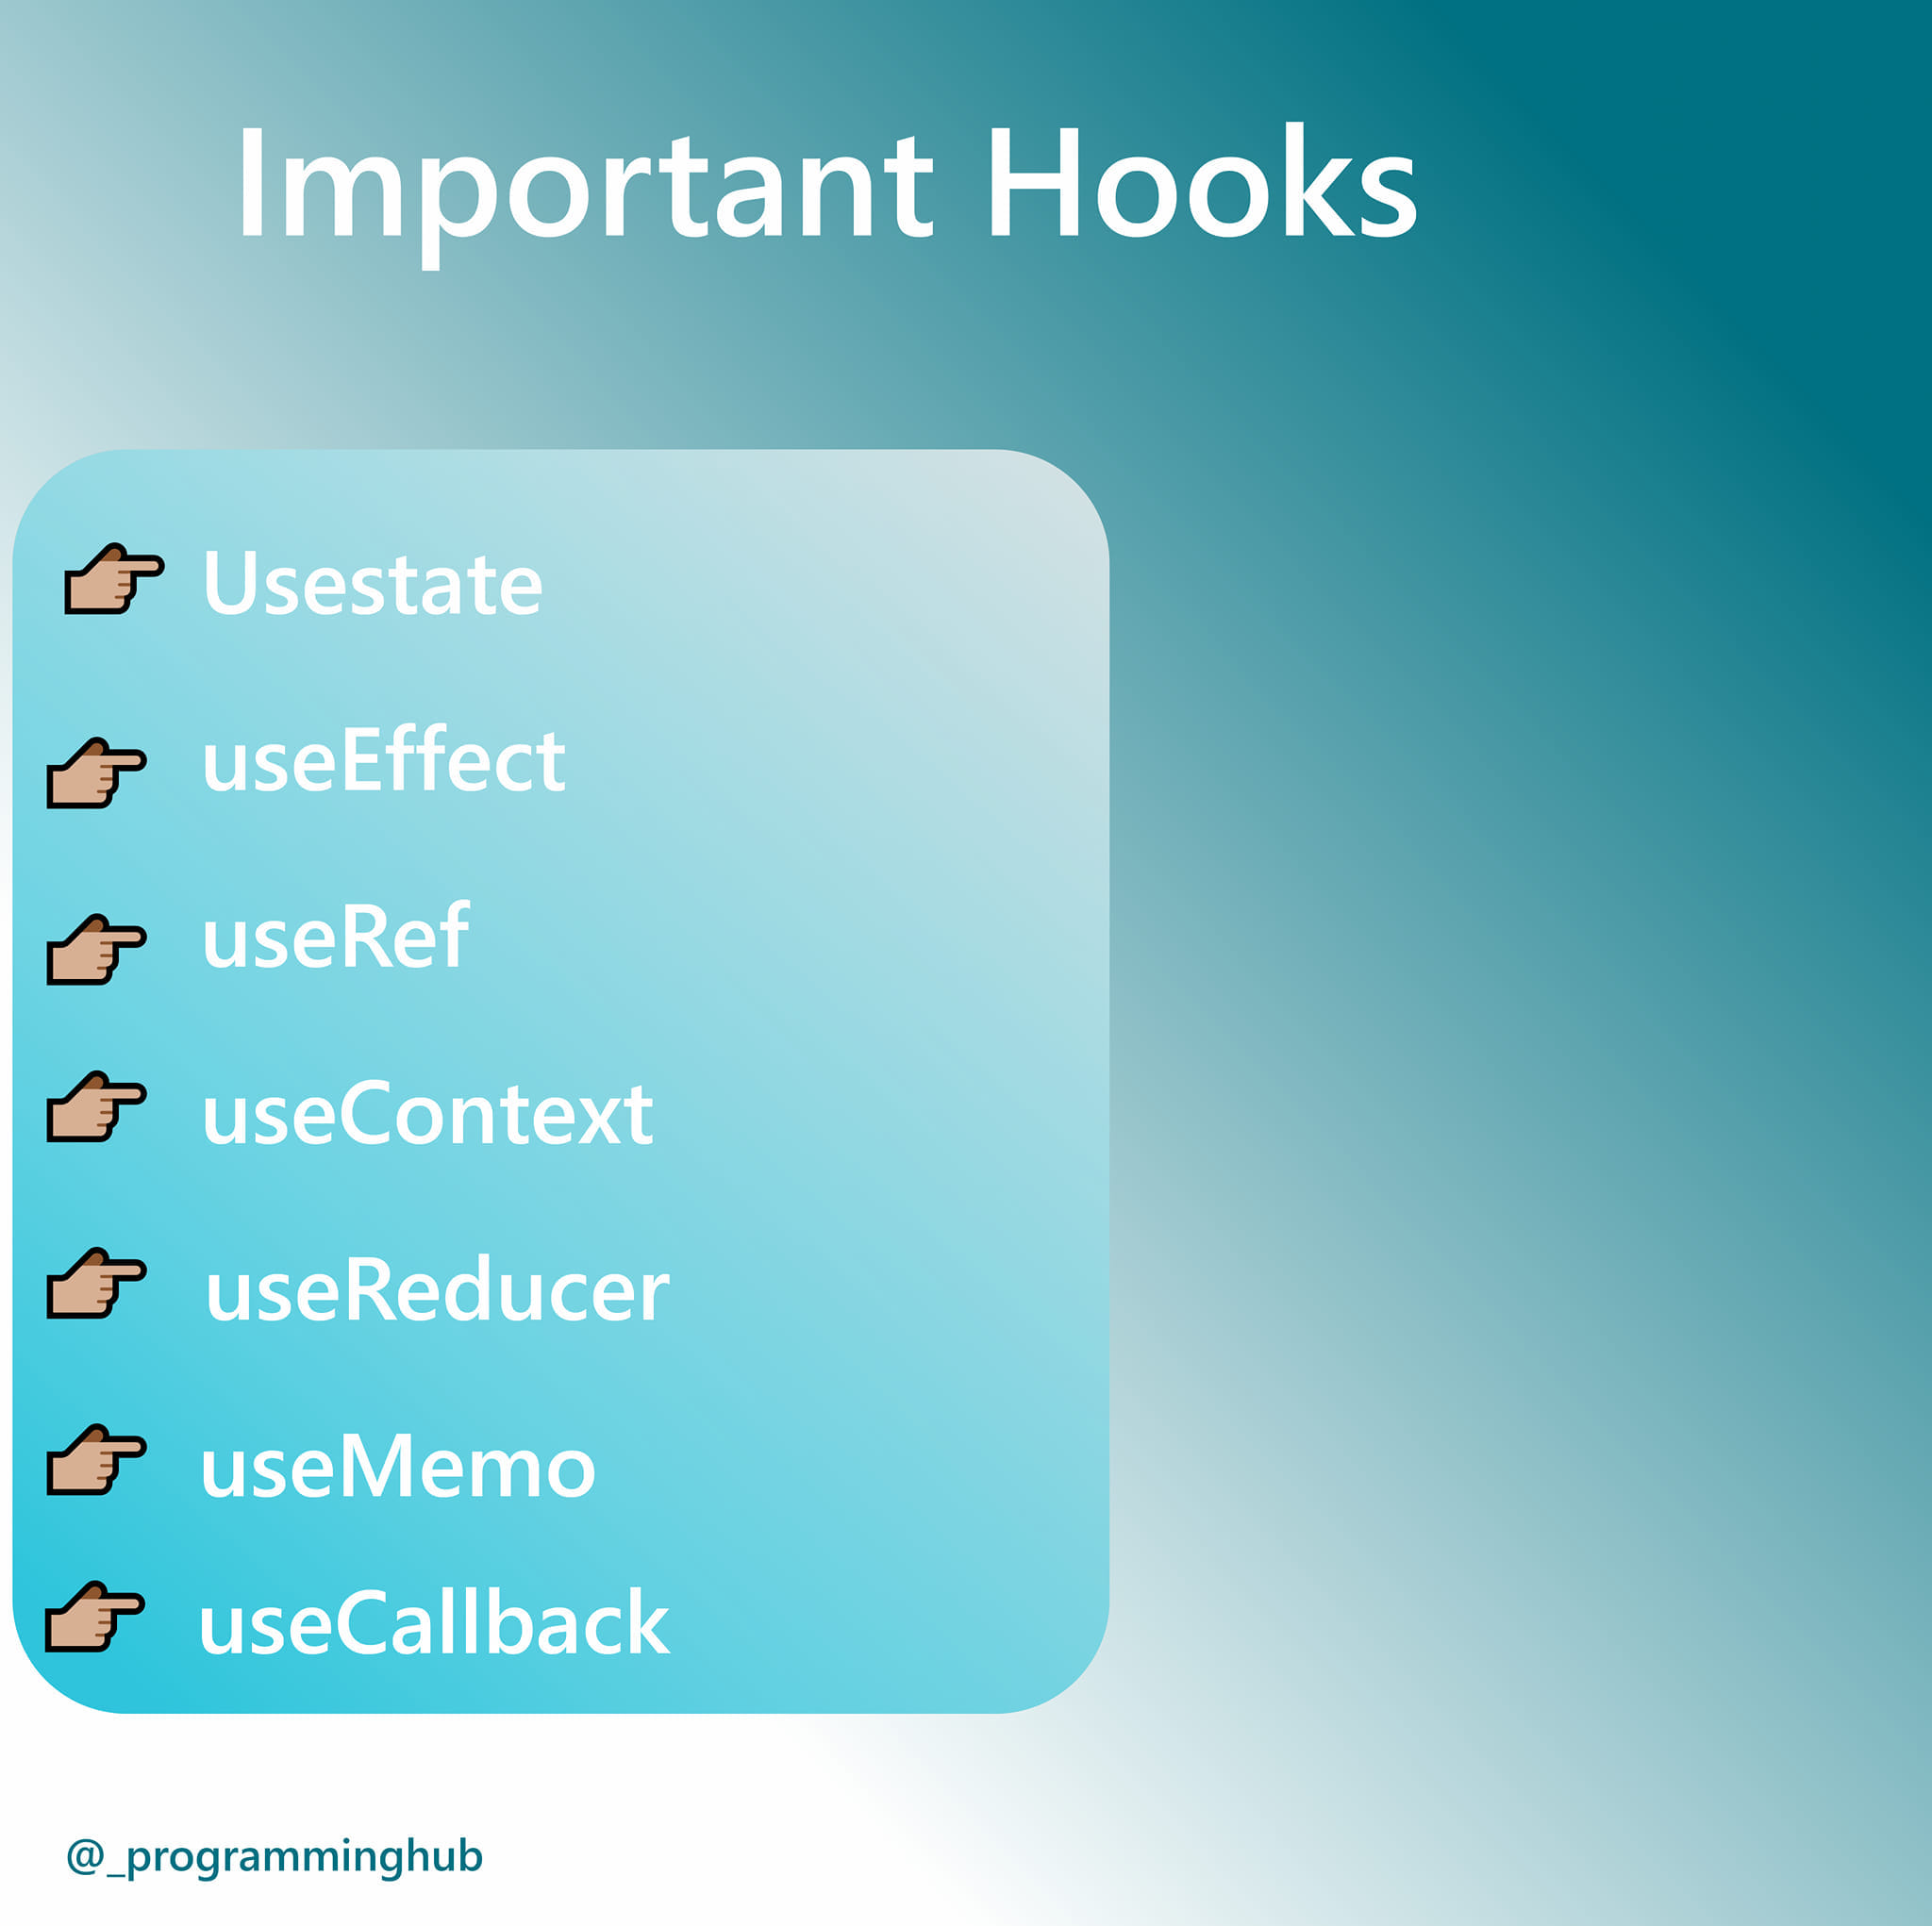 Important Hooks
Usestate
useEffect
useRef
useContext
useReducer
useMemo
useCallback
@_programminghub